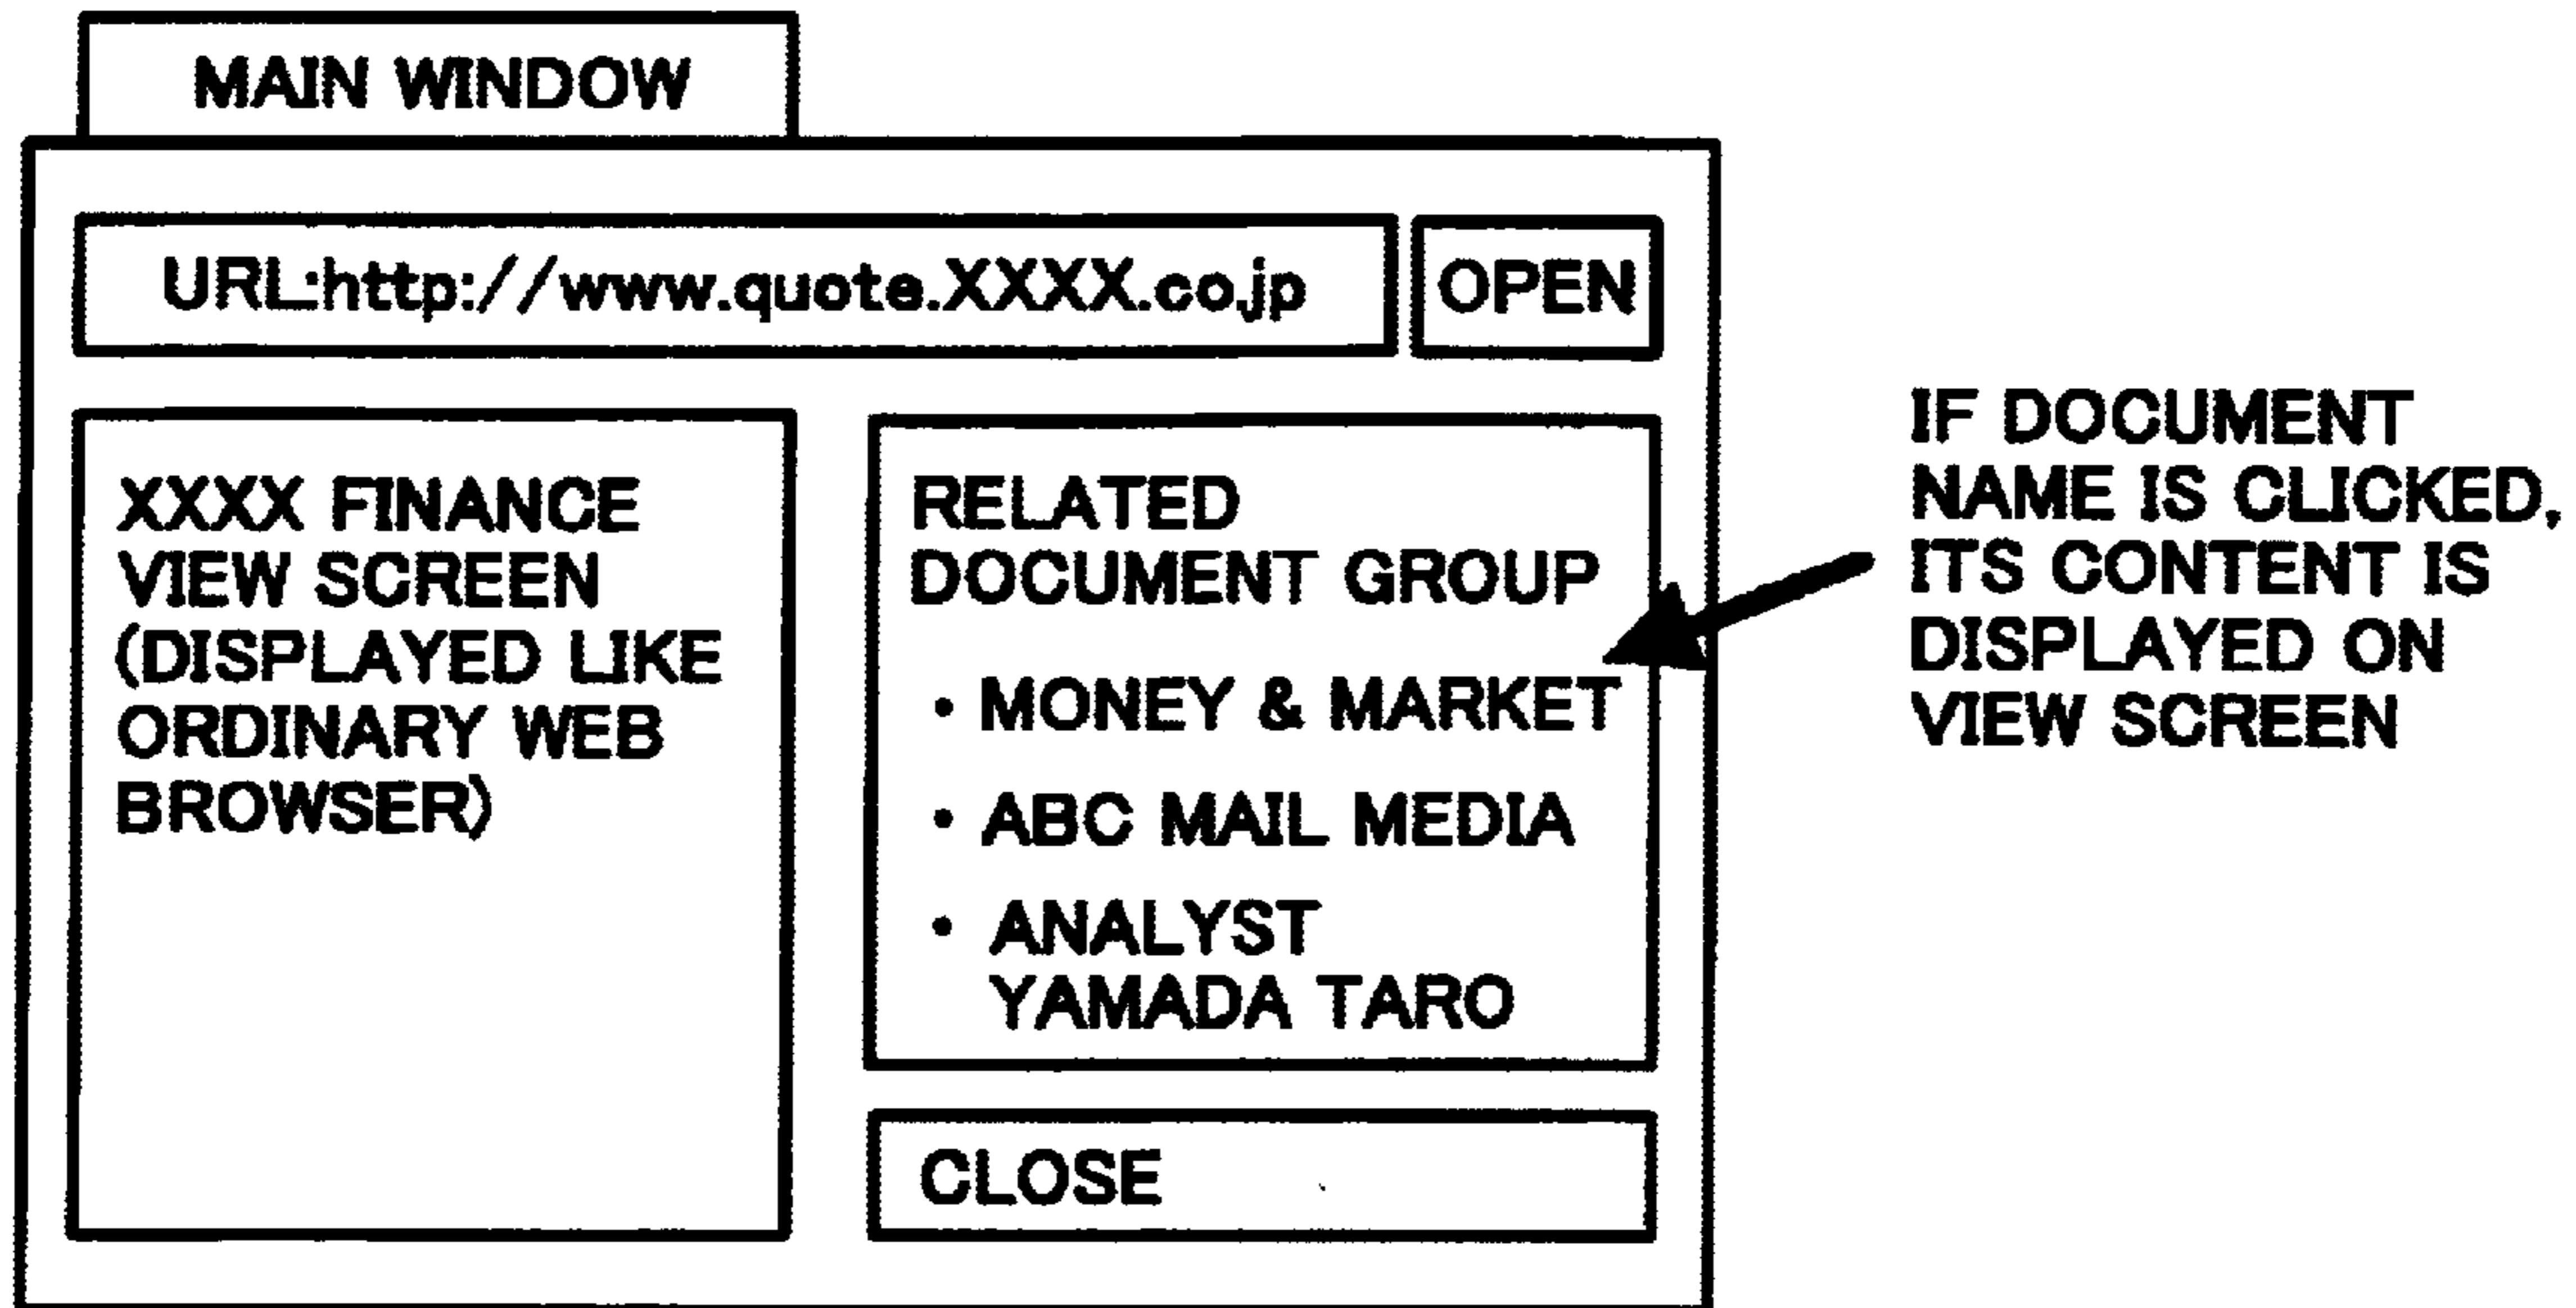 MAIN WINDOW
URL:http://www.quote.XXXX.co.jp
OPEN
XXXX FINANCE
VIEW SCREEN
(DISPLAYED LIKE
ORDINARY WEB
BROWSER)
RELATED
DOCUMENT GROUP
・MONEY & MARKET
・ABC MAIL MEDIA
・ANALYST
YAMADA TARO
CLOSE
IF DOCUMENT
NAME IS CLICKED,
ITS CONTENT IS
DISPLAYED ON
VIEW SCREEN